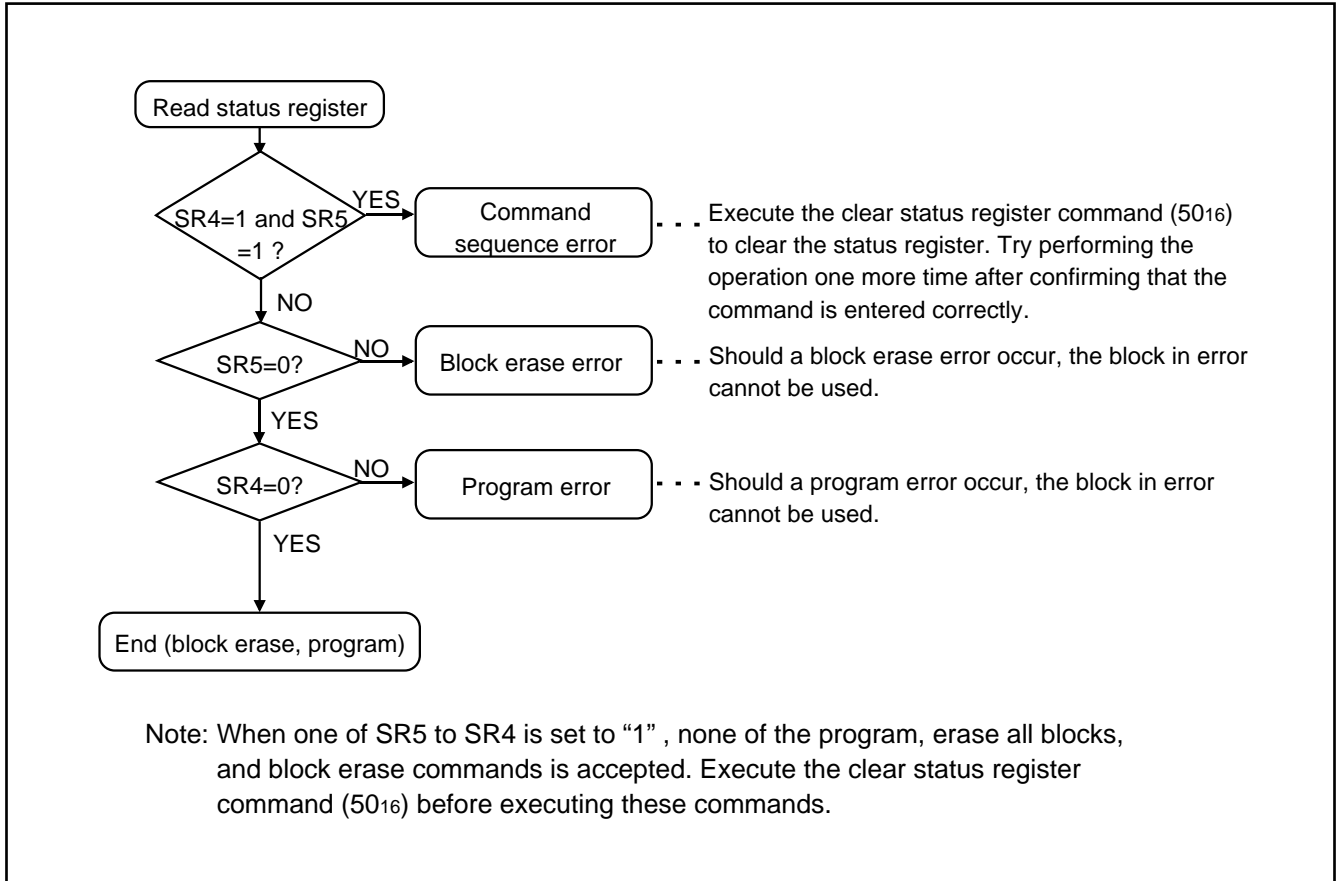 Read status register
SR4=1 and SR5
=1 ?
YES
Command
sequence error
Execute the clear status register command (5016)
to clear the status register. Try performing the
operation one more time after confirming that the
command is entered correctly.
NO
SR5=0?
NO
Block erase error
Should a block erase error occur, the block in error
cannot be used.
YES
SR4=0?
NO
Program error
Should a program error occur, the block in error
cannot be used.
YES
End (block erase, program)
Note: When one of SR5 to SR4 is set to “1” , none of the program, erase all blocks,
and block erase commands is accepted. Execute the clear status register
command (5016) before executing these commands.